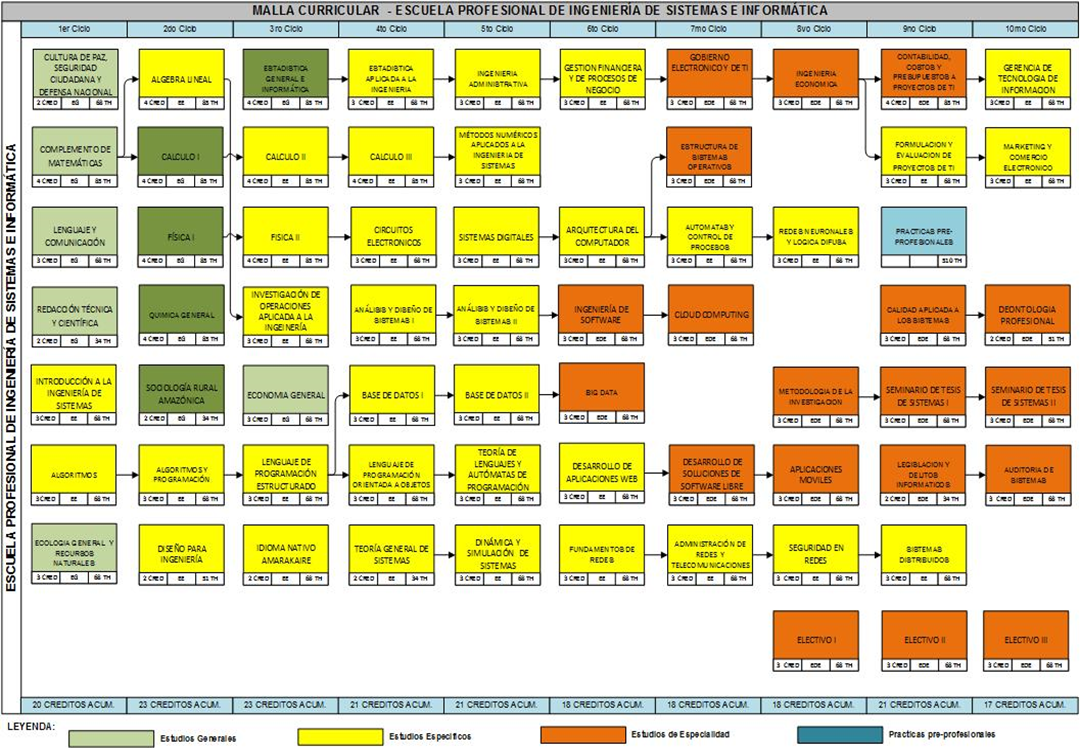 MALLA CURRICULAR - ESCUELA PROFESIONAL DE INGENIERÍA DE SISTEMAS E INFORMÁTICA
ESCUELA PROFESIONAL DE INGENIERÍA DE SISTEMAS E INFORMÁTICA
1er Ciclo
2do Ciclo
3ro Ciclo
4to Ciclo
5to Ciclo
6to Ciclo
7mo Ciclo
8vo Ciclo
9no Ciclo
10mo Ciclo
CULTURA DE PAZ,
SEGURIDAD
CIUDADANA Y
DEFENSA NACIONAL
2 CRED EG 68 TH
ALGEBRA LINEAL
4 CRED EE 85 TH
ESTADISTICA
GENERAL E
INFORMÁTICA
4 CRED EG 85 TH
ESTADISTICA
APLICADA A LA
INGENIERIA
3 CRED EE 68 TH
INGENIERIA
ADMINISTRATIVA
3 CRED EE 68 TH
GESTION FINANCIERA
Y DE PROCESOS DE
NEGOCIO
3 CRED EE 68 TH
GOBIERNO
ELECTRONICO Y DE TI
3 CRED EDE 68 TH
INGENIERIA
ECONOMICA
3 CRED EDE 68 TH
CONTABILIDAD,
COSTOS Y
PRESUPUESTOS A
PROYECTOS DE TI
4 CRED EDE 85 TH
GERENCIA DE
TECNOLOGIA DE
INFORMACION
3 CRED EE 68 TH
COMPLEMENTO DE
MATEMÁTICAS
4 CRED EG 85 TH
CALCULO I
4 CRED EG 85 TH
CALCULO II
4 CRED EE 85 TH
CALCULO III
4 CRED EE 85 TH
MÉTODOS NUMÉRICOS
APLICADOS A LA
INGENIERIA DE
SISTEMAS
3 CRED EE 68 TH
ESTRUCTURA DE
SISTEMAS
OPERATIVOS
3 CRED EDE 68 TH
FORMULACION Y
EVALUACION DE
PROYECTOS DE TI
3 CRED EE 68 TH
MARKETING Y
COMERCIO
ELECTRONICO
3 CRED EE 68 TH
LENGUAJE Y
COMUNICACIÓN
3 CRED EG 68 TH
FÍSICA I
4 CRED EG 85 TH
FISICA II
4 CRED EE 85 TH
CIRCUITOS
ELECTRONICOS
3 CRED EE 68 TH
SISTEMAS DIGITALES
3 CRED EE 68 TH
ARQUITECTURA DEL
COMPUTADOR
3 CRED EE 68 TH
AUTOMATAS Y
CONTROL DE
PROCESOS
3 CRED EE 68 TH
REDES NEURONALES
Y LOGICA DIFUSA
3 CRED EE 68 TH
PRACTICAS PRE-
PROFESIONALES
510 TH
REDACCIÓN TÉCNICA
Y CIENTÍFICA
2 CRED EG 34 TH
QUIMICA GENERAL
4 CRED EG 85 TH
INVESTIGACIÓN DE
OPERACIONES
APLICADA A LA
INGEINERÍA
3 CRED EE 68 TH
ANÁLISIS Y DISEÑO DE
SISTEMAS I
3 CRED EE 68 TH
ANÁLISIS Y DISEÑO DE
SISTEMAS II
3 CRED EE 68 TH
INGENIERÍA DE
SOFTWARE
3 CRED EDE 68 TH
CLOUD COMPUTING
3 CRED EDE 68 TH
CALIDAD APLICADA A
LOS SISTEMAS
3 CRED EDE 68 TH
DEONTOLOGIA
PROFESIONAL
2 CRED EDE 51 TH
INTRODUCCIÓN A LA
INGENIERÍA DE
SISTEMAS
3 CRED EE 68 TH
SOCIOLOGÍA RURAL
AMAZÓNICA
2 CRED EG 34 TH
ECONOMIA GENERAL
3 CRED EG 68 TH
BASE DE DATOS I
3 CRED EE 68 TH
BASE DE DATOS II
3 CRED EE 68 TH
BIG DATA
3 CRED EDE 68 TH
METODOLOGIA DE LA
INVESTIGACION
3 CRED EDE 68 TH
SEMINARIO DE TESIS
DE SISTEMAS I
3 CRED EDE 68 TH
SEMINARIO DE TESIS
DE SISTEMAS II
3 CRED EDE 68 TH
ALGORITMOS
3 CRED EE 68 TH
ALGORITMOS Y
PROGRAMACIÓN
3 CRED EE 68 TH
LENGUAJE DE
PROGRAMACIÓN
ESTRUCTURADO
3 CRED EE 68 TH
LENGUAJE DE
PROGRAMACIÓN
ORIENTADA A OBJETOS
3 CRED EE 68 TH
TEORÍA DE
LENGUAJES Y
AUTÓMATAS DE
PROGRAMACIÓN
3 CRED EE 68 TH
DESARROLLO DE
APLICACIONES WEB
3 CRED EE 68 TH
DESARROLLO DE
SOLUCIONES DE
SOFTWARE LIBRE
3 CRED EDE 68 TH
APLICACIONES
MOVILES
3 CRED EDE 68 TH
LEGISLACION Y
DELITOS
INFORMATICOS
2 CRED EDE 34 TH
AUDITORIA DE
SISTEMAS
3 CRED EDE 68 TH
ECOLOGIA GENERAL Y
RECURSOS
NATURALES
3 CRED EG 68 TH
DISEÑO PARA
INGENIERÍA
2 CRED EE 51 TH
IDIOMA NATIVO
AMARAKAIRE
2 CRED EE 68 TH
TEORÍA GENERAL DE
SISTEMAS
2 CRED EE 34 TH
DINÁMICA Y
SIMULACIÓN DE
SISTEMAS
3 CRED EE 68 TH
FUNDAMENTOS DE
REDES
3 CRED EE 68 TH
ADMINISTRACIÓN DE
REDES Y
TELECOMUNICACIONES
3 CRED EE 68 TH
SEGURIDAD EN
REDES
3 CRED EE 68 TH
SISTEMAS
DISTRIBUIDOS
3 CRED EE 68 TH
ELECTIVO I
3 CRED EDE 68 TH
ELECTIVO II
3 CRED EDE 68 TH
ELECTIVO III
3 CRED EDE 68 TH
20 CREDITOS ACUM.
23 CREDITOS ACUM.
23 CREDITOS ACUM.
21 CREDITOS ACUM.
21 CREDITOS ACUM.
18 CREDITOS ACUM.
18 CREDITOS ACUM.
18 CREDITOS ACUM.
21 CREDITOS ACUM.
17 CREDITOS ACUM.
LEYENDA:
Estudios Generales
Estudios Especificos
Estudios de Especialidad
Practicas pre-profesionales